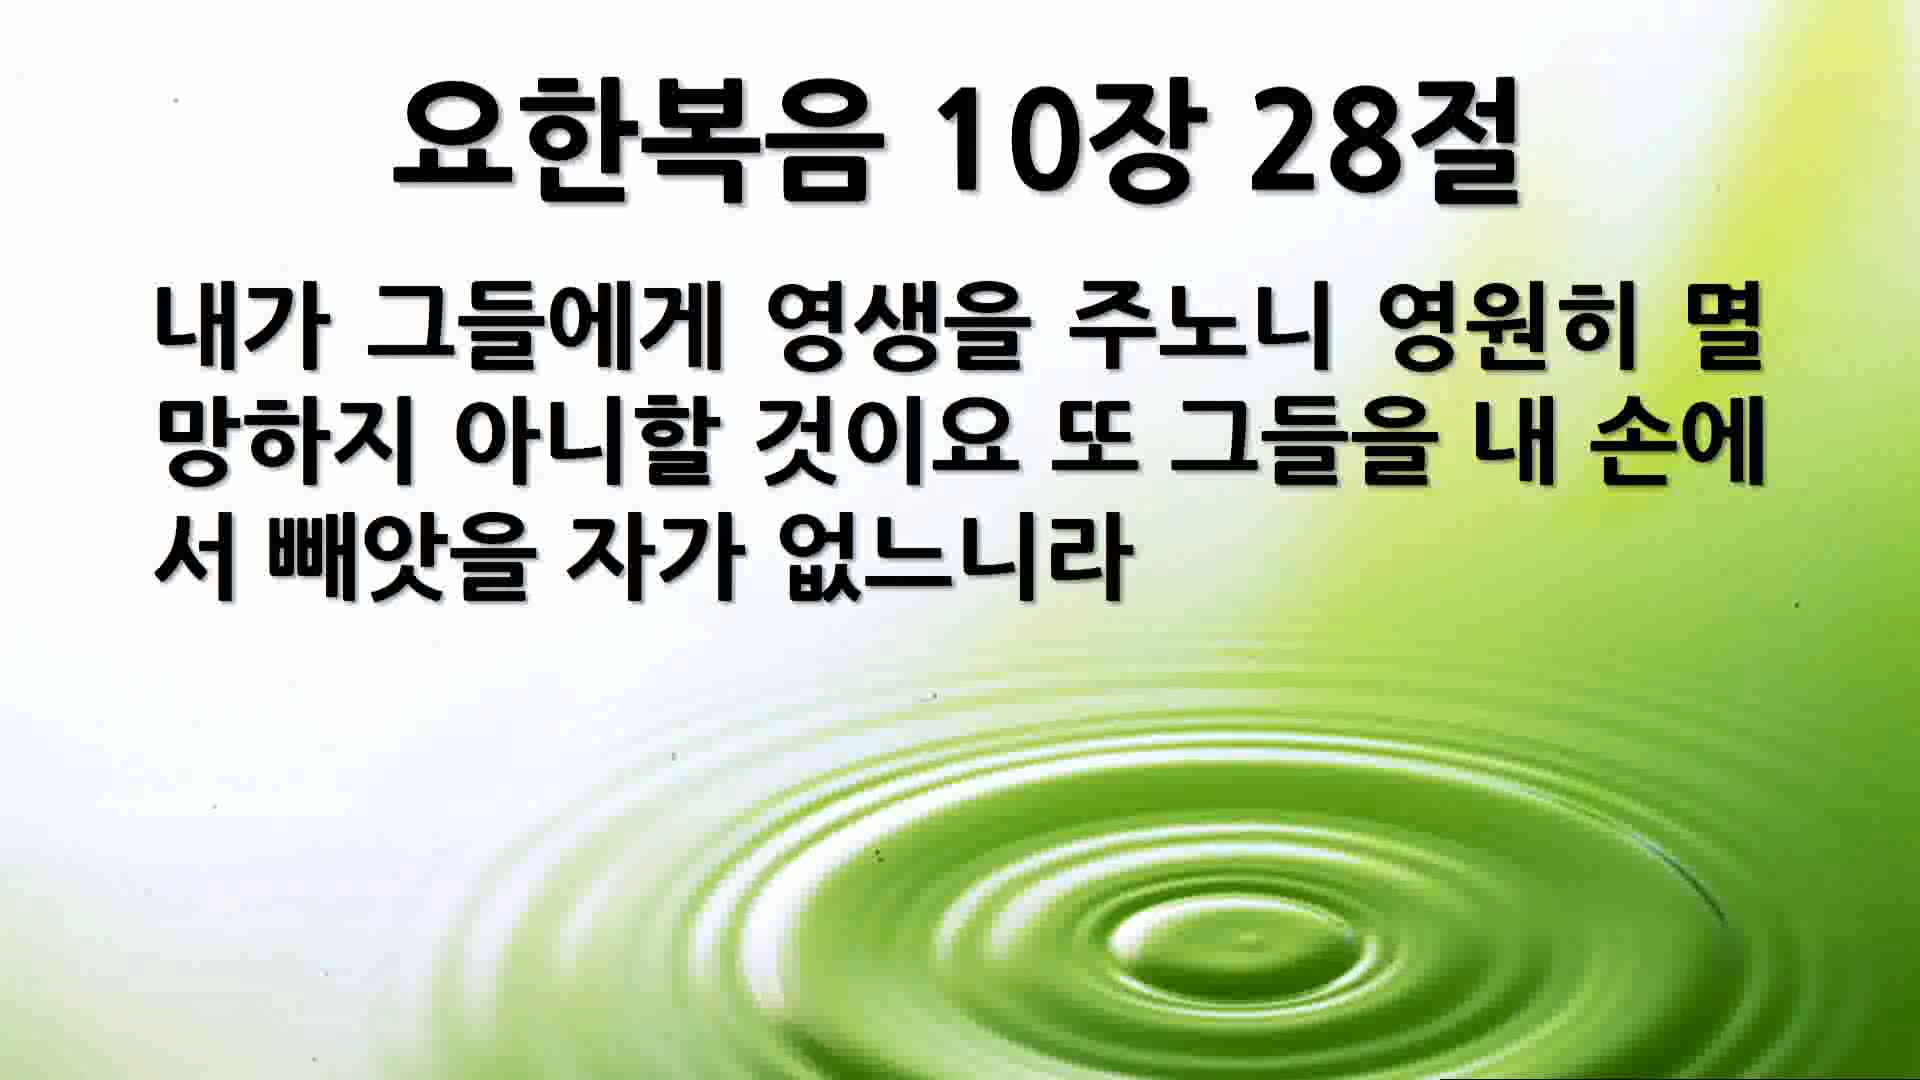 요한복음 10장 28절
내가 그들에게 영생을 주노니 영원히 멸
망하지 아니할 것이요 또 그들을 내 손에
서 빼앗을 자가 없느니라